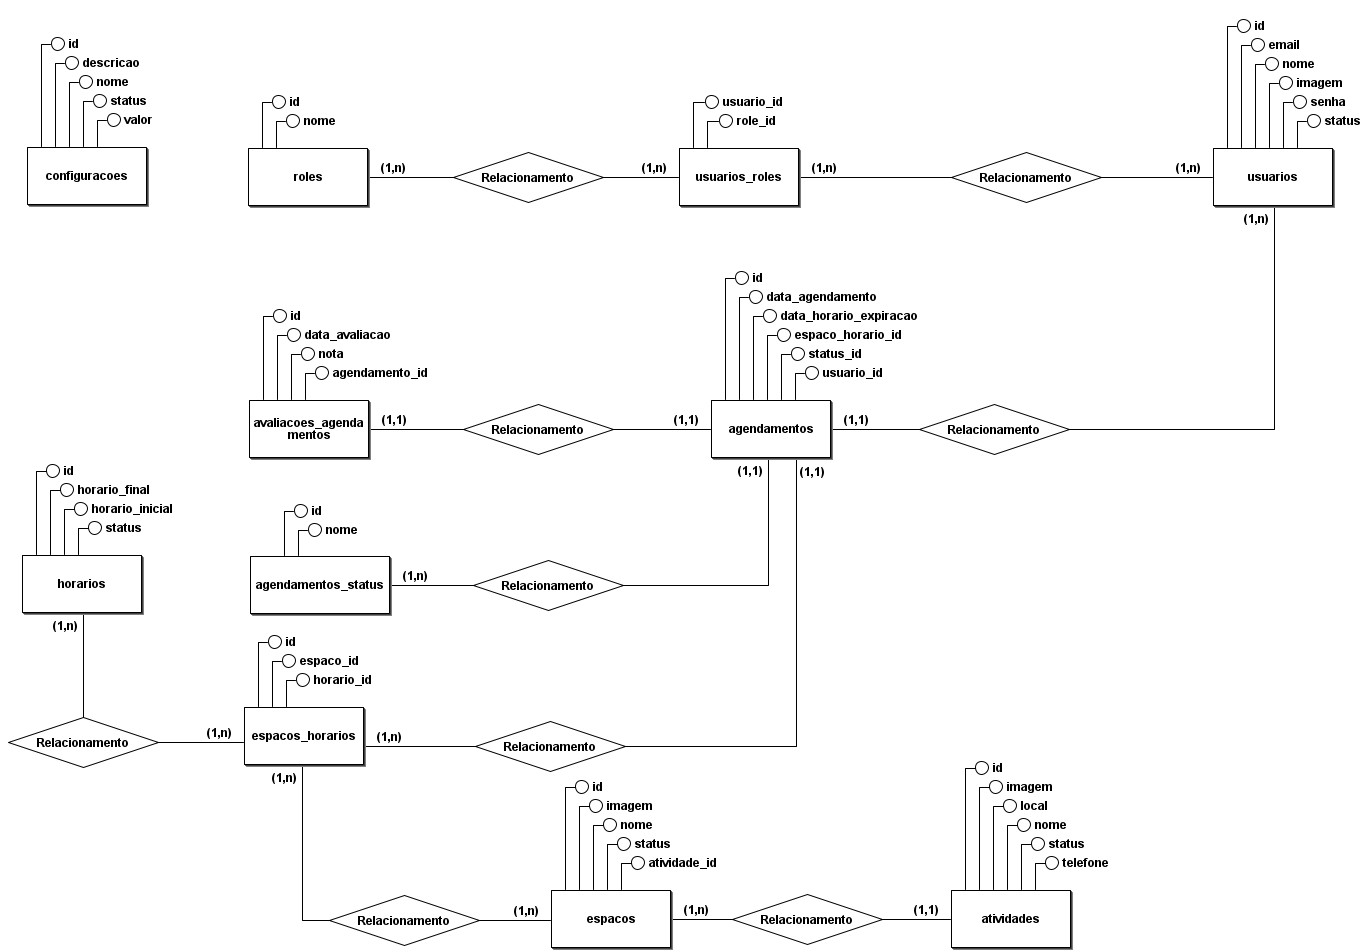 id
descricao
nome
status
valor
configuracoes
id
nome
roles
(1,n)
Relacionamento
(1,n)
usuario_id
role_id
usuarios_roles
(1,n)
Relacionamento
(1,n)
id
email
nome
imagem
senha
status
usuarios
(1,n)
id
data_avaliacao
nota
agendamento_id
avaliacoes_agenda
mentos
(1,1)
Relacionamento
(1,1)
id
data_agendamento
data_horario_expiracao
espaco_horario_id
status_id
usuario_id
agendamentos
(1,1)
Relacionamento
(1,1)
(1,1)
id
horario_final
horario_inicial
status
horarios
(1,n)
id
nome
agendamentos_status
(1,n)
Relacionamento
id
espaco_id
horario_id
Relacionamento
(1,n)
espacos_horarios
(1,n)
Relacionamento
(1,n)
id
imagem
nome
status
atividade_id
Relacionamento
(1,n)
espacos
(1,n)
Relacionamento
(1,1)
id
imagem
local
nome
status
telefone
atividades